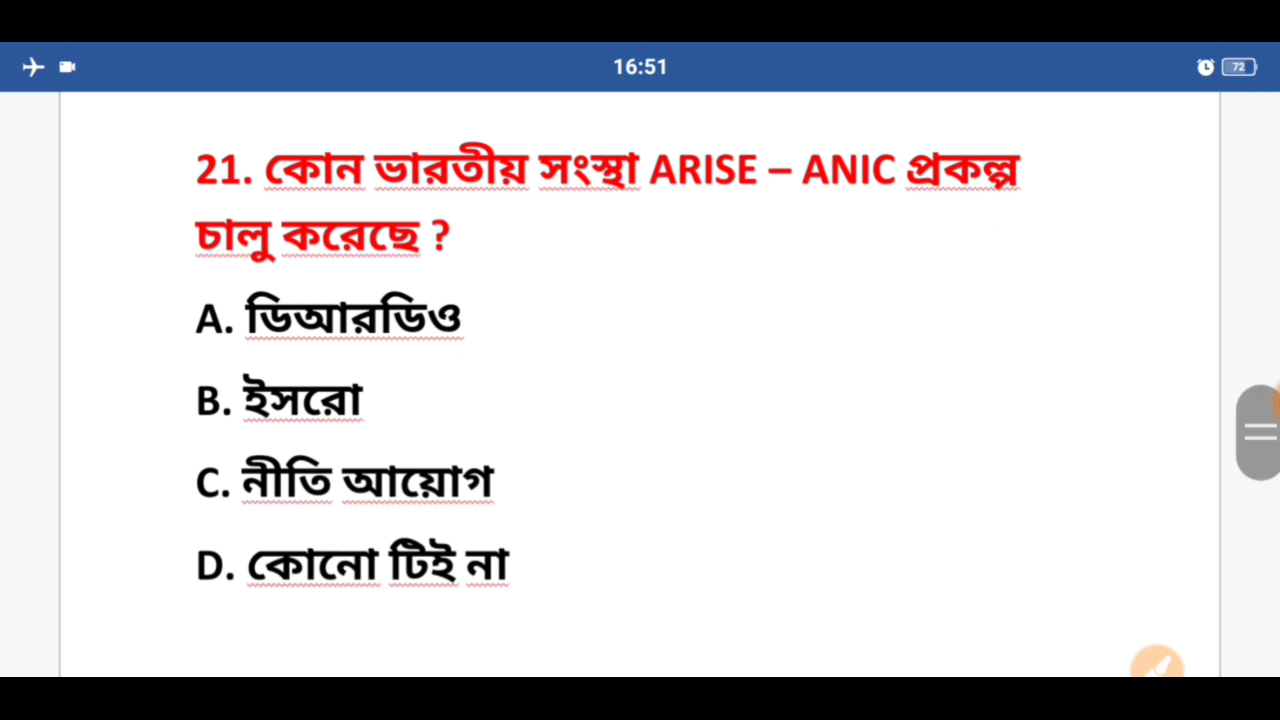 16:51
72
21. কোন ভারতীয় সংস্থা ARISE – ANIC প্রকল্প
চালু করেছে ?
A. ডিআরডিও
B. ইসরো
C. নীতি আয়োগ
D. কোনো টিই না